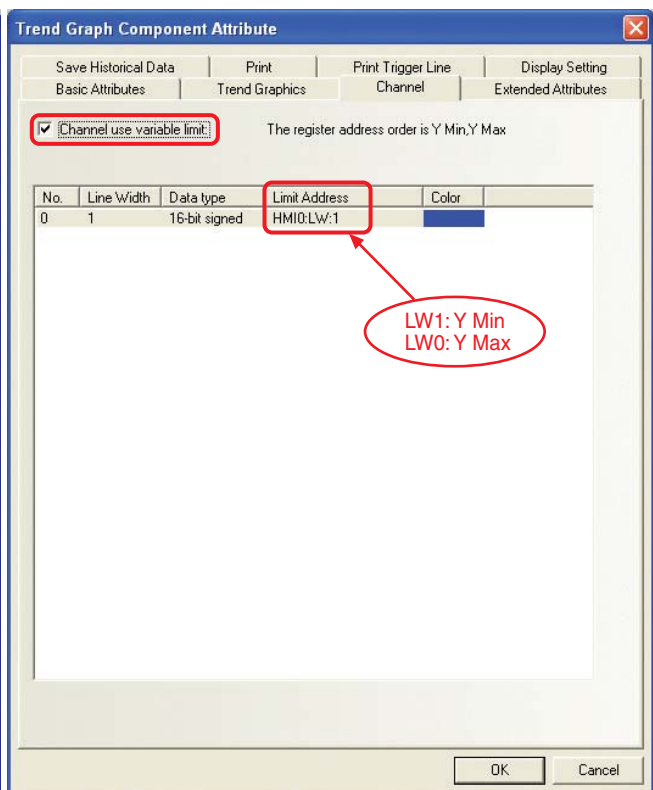 Trend Graph Component Attribute
Save Historical Data Print Print Trigger Line Display Setting
Basic Attributes Trend Graphics Channel Extended Attributes
Channel use variable limit: The register address order is Y Min,Y Max
No. Line Width Data type Limit Address Color
0 1 16-bit signed HMI0:LW:1
LW1: Y Min
LW0: Y Max
OK Cancel